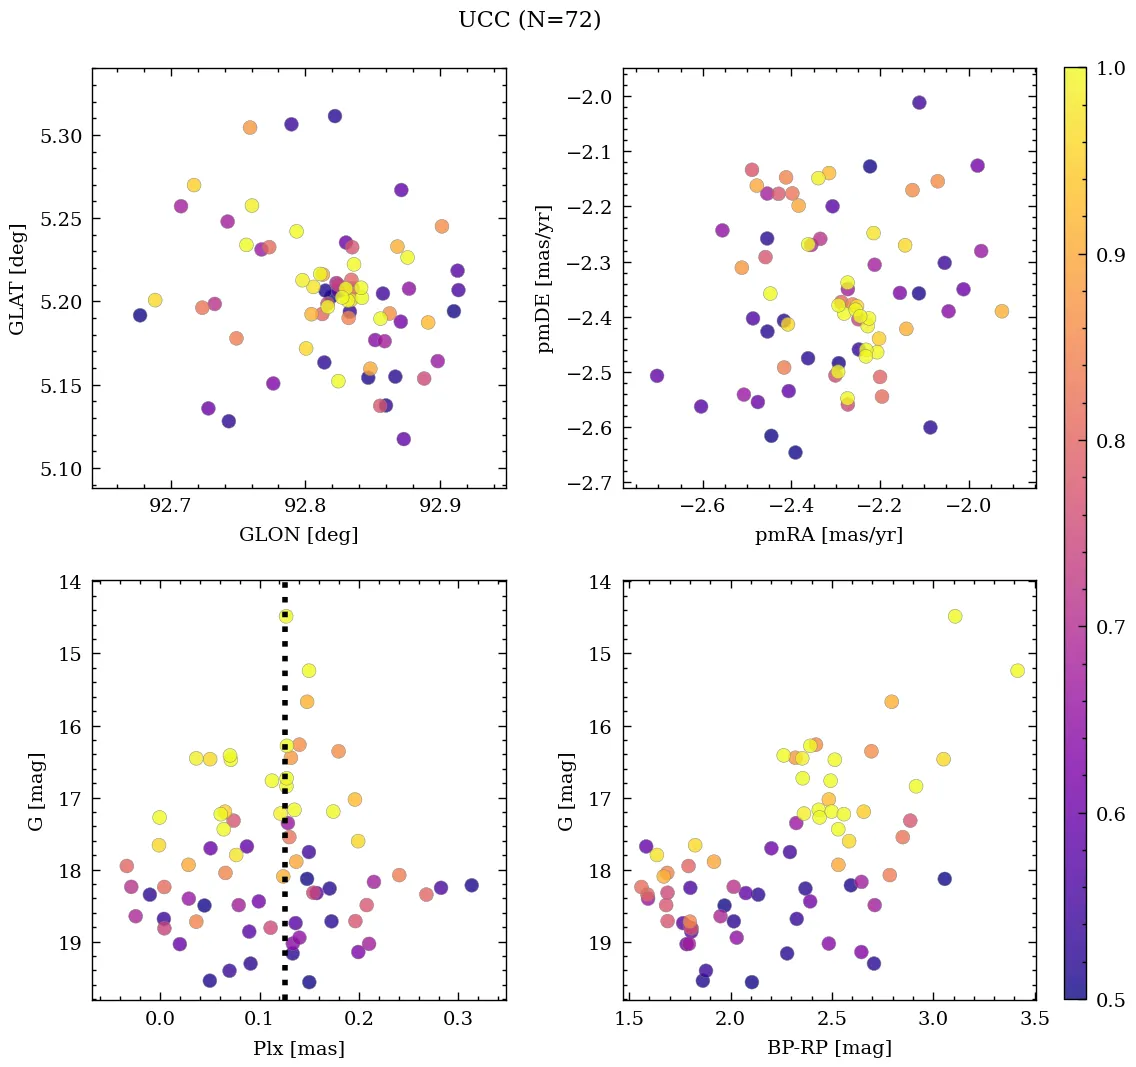 UCC (N=72)
5.30
5.25
5.20
5.15
5.10
GLAT [deg]
92.7 92.8 92.9
GLON [deg]
−2.0
−2.1
−2.2
−2.3
−2.4
−2.5
−2.6
−2.7
pmDE [mas/yr]
−2.6 −2.4 −2.2 −2.0
pmRA [mas/yr]
14
15
16
17
18
19
G [mag]
0.0 0.1 0.2 0.3
Plx [mas]
14
15
16
17
18
19
G [mag]
1.5 2.0 2.5 3.0 3.5
BP-RP [mag]
1.0
0.9
0.8
0.7
0.6
0.5